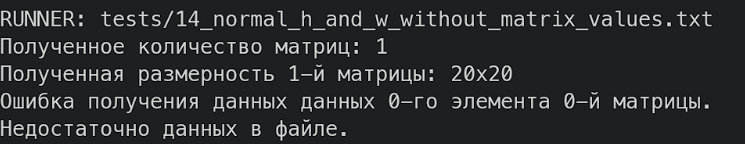 RUNNER: tests/14_normal_h_and_w_without_matrix_values.txt
Полученное количество матриц: 1
Полученная размерность 1-й матрицы: 20x20
Ошибка получения данных данных 0-го элемента 0-й матрицы.
Недостаточно данных в файле.